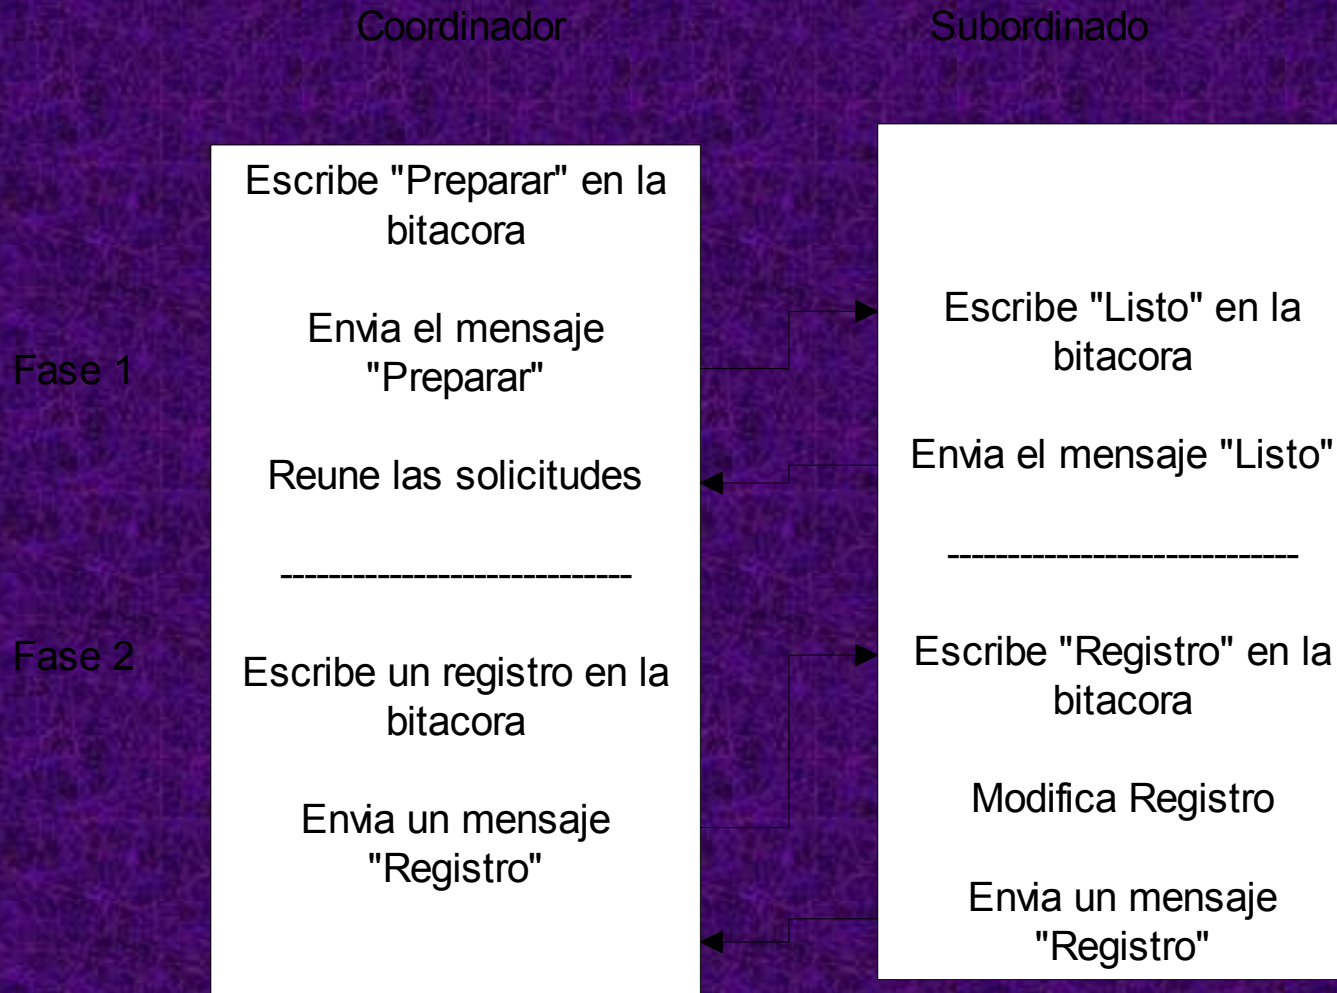 Coordinador
Subordinado
Fase 1
Escribe "Preparar" en la
bitacora
Envia el mensaje
"Preparar"
Reune las solicitudes
-----------------------------
Fase 2
Escribe un registro en la
bitacora
Envia un mensaje
"Registro"
Escribe "Listo" en la
bitacora
Envia el mensaje "Listo"
-----------------------------
Escribe "Registro" en la
bitacora
Modifica Registro
Envia un mensaje
"Registro"